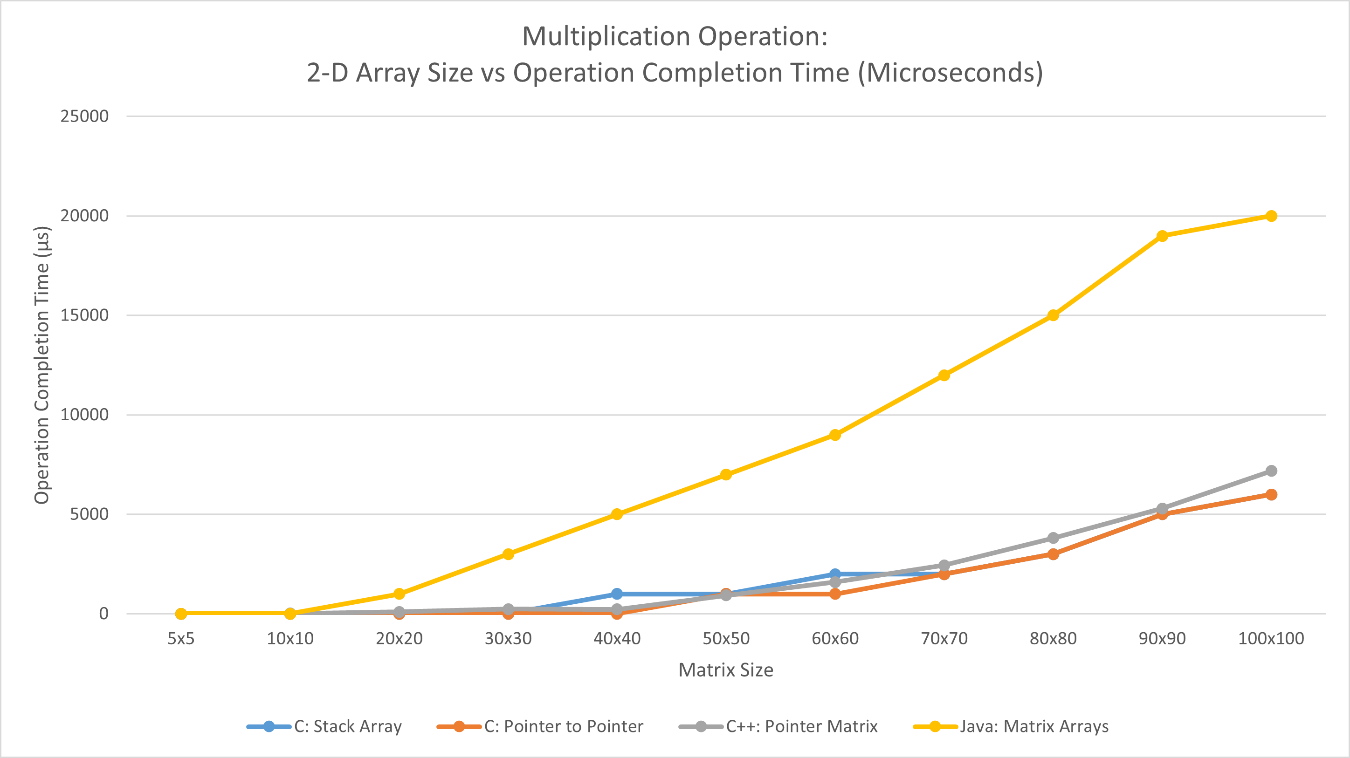 Multiplication Operation:
2-D Array Size vs Operation Completion Time (Microseconds)
25000
20000
15000
10000
5000
0
Operation Completion Time (µs)
5x5 10x10 20x20 30x30 40x40 50x50 60x60 70x70 80x80 90x90 100x100
Matrix Size
C: Stack Array C: Pointer to Pointer C++: Pointer Matrix Java: Matrix Arrays